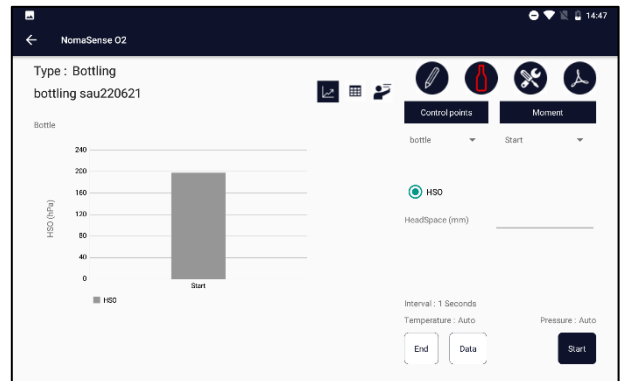 14:47
NomaSense O2
Type : Bottling
bottling sau220621
Bottle
240
200
160
120
80
40
0
HSO (hPa)
Start
HSO
Control points
Moment
bottle
Start
HSO
HeadSpace (mm)
Interval : 1 Seconds
Temperature : Auto
Pressure : Auto
End
Data
Start